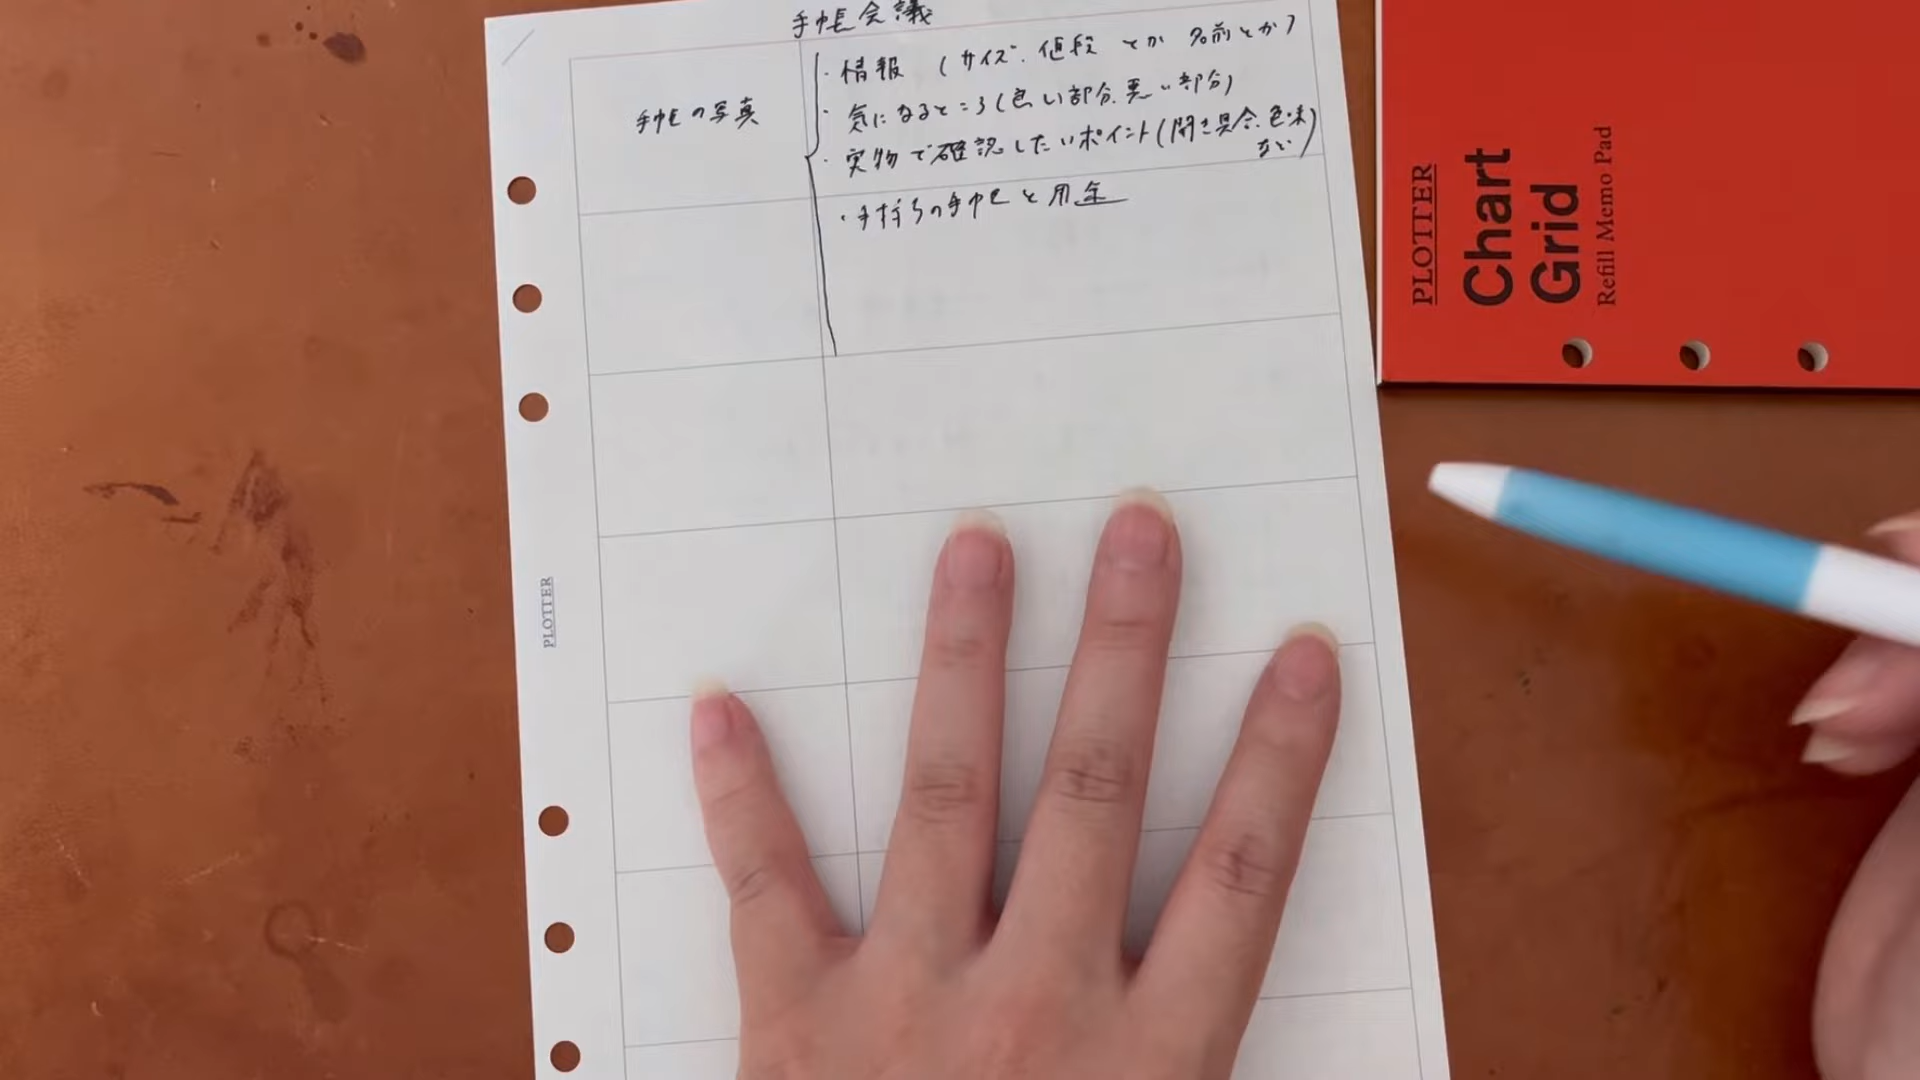 手帳会議
手帳の写真
・情報（サイズ、値段とか名前とか）
・気になるところ（良い部分、悪い部分）
・実物で確認したいポイント（開き具合、色味
など）
・手持ちの手帳と用途
PLOTTER
PLOTTER
Chart
Grid
Refill Memo Pad